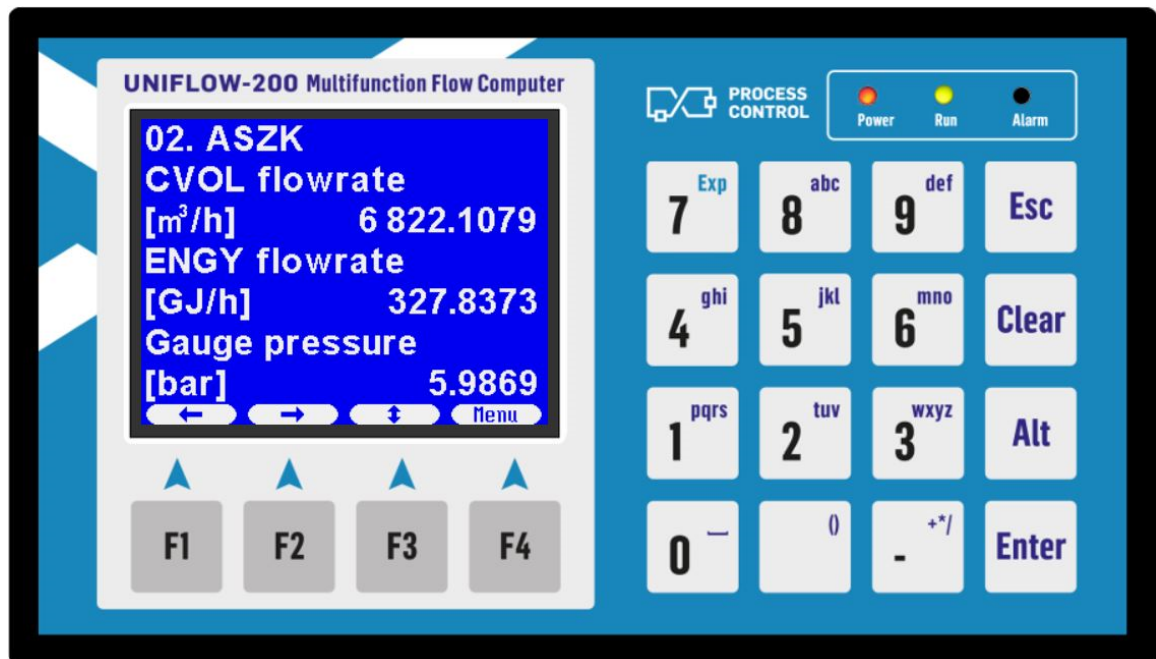 UNIFLOW-200 Multifunction Flow Computer
02. ASZK
CVOL flowrate
[m³/h] 6 822.1079
ENGY flowrate
[GJ/h] 327.8373
Gauge pressure
[bar] 5.9869
← → ↕ Menu
F1 F2 F3 F4
PROCESS
CONTROL
Power Run Alarm
7 Exp 8 abc 9 def Esc
4 ghi 5 jkl 6 mno Clear
1 pqrs 2 tuv 3 wxyz Alt
0 ⎵ () - +*/ Enter